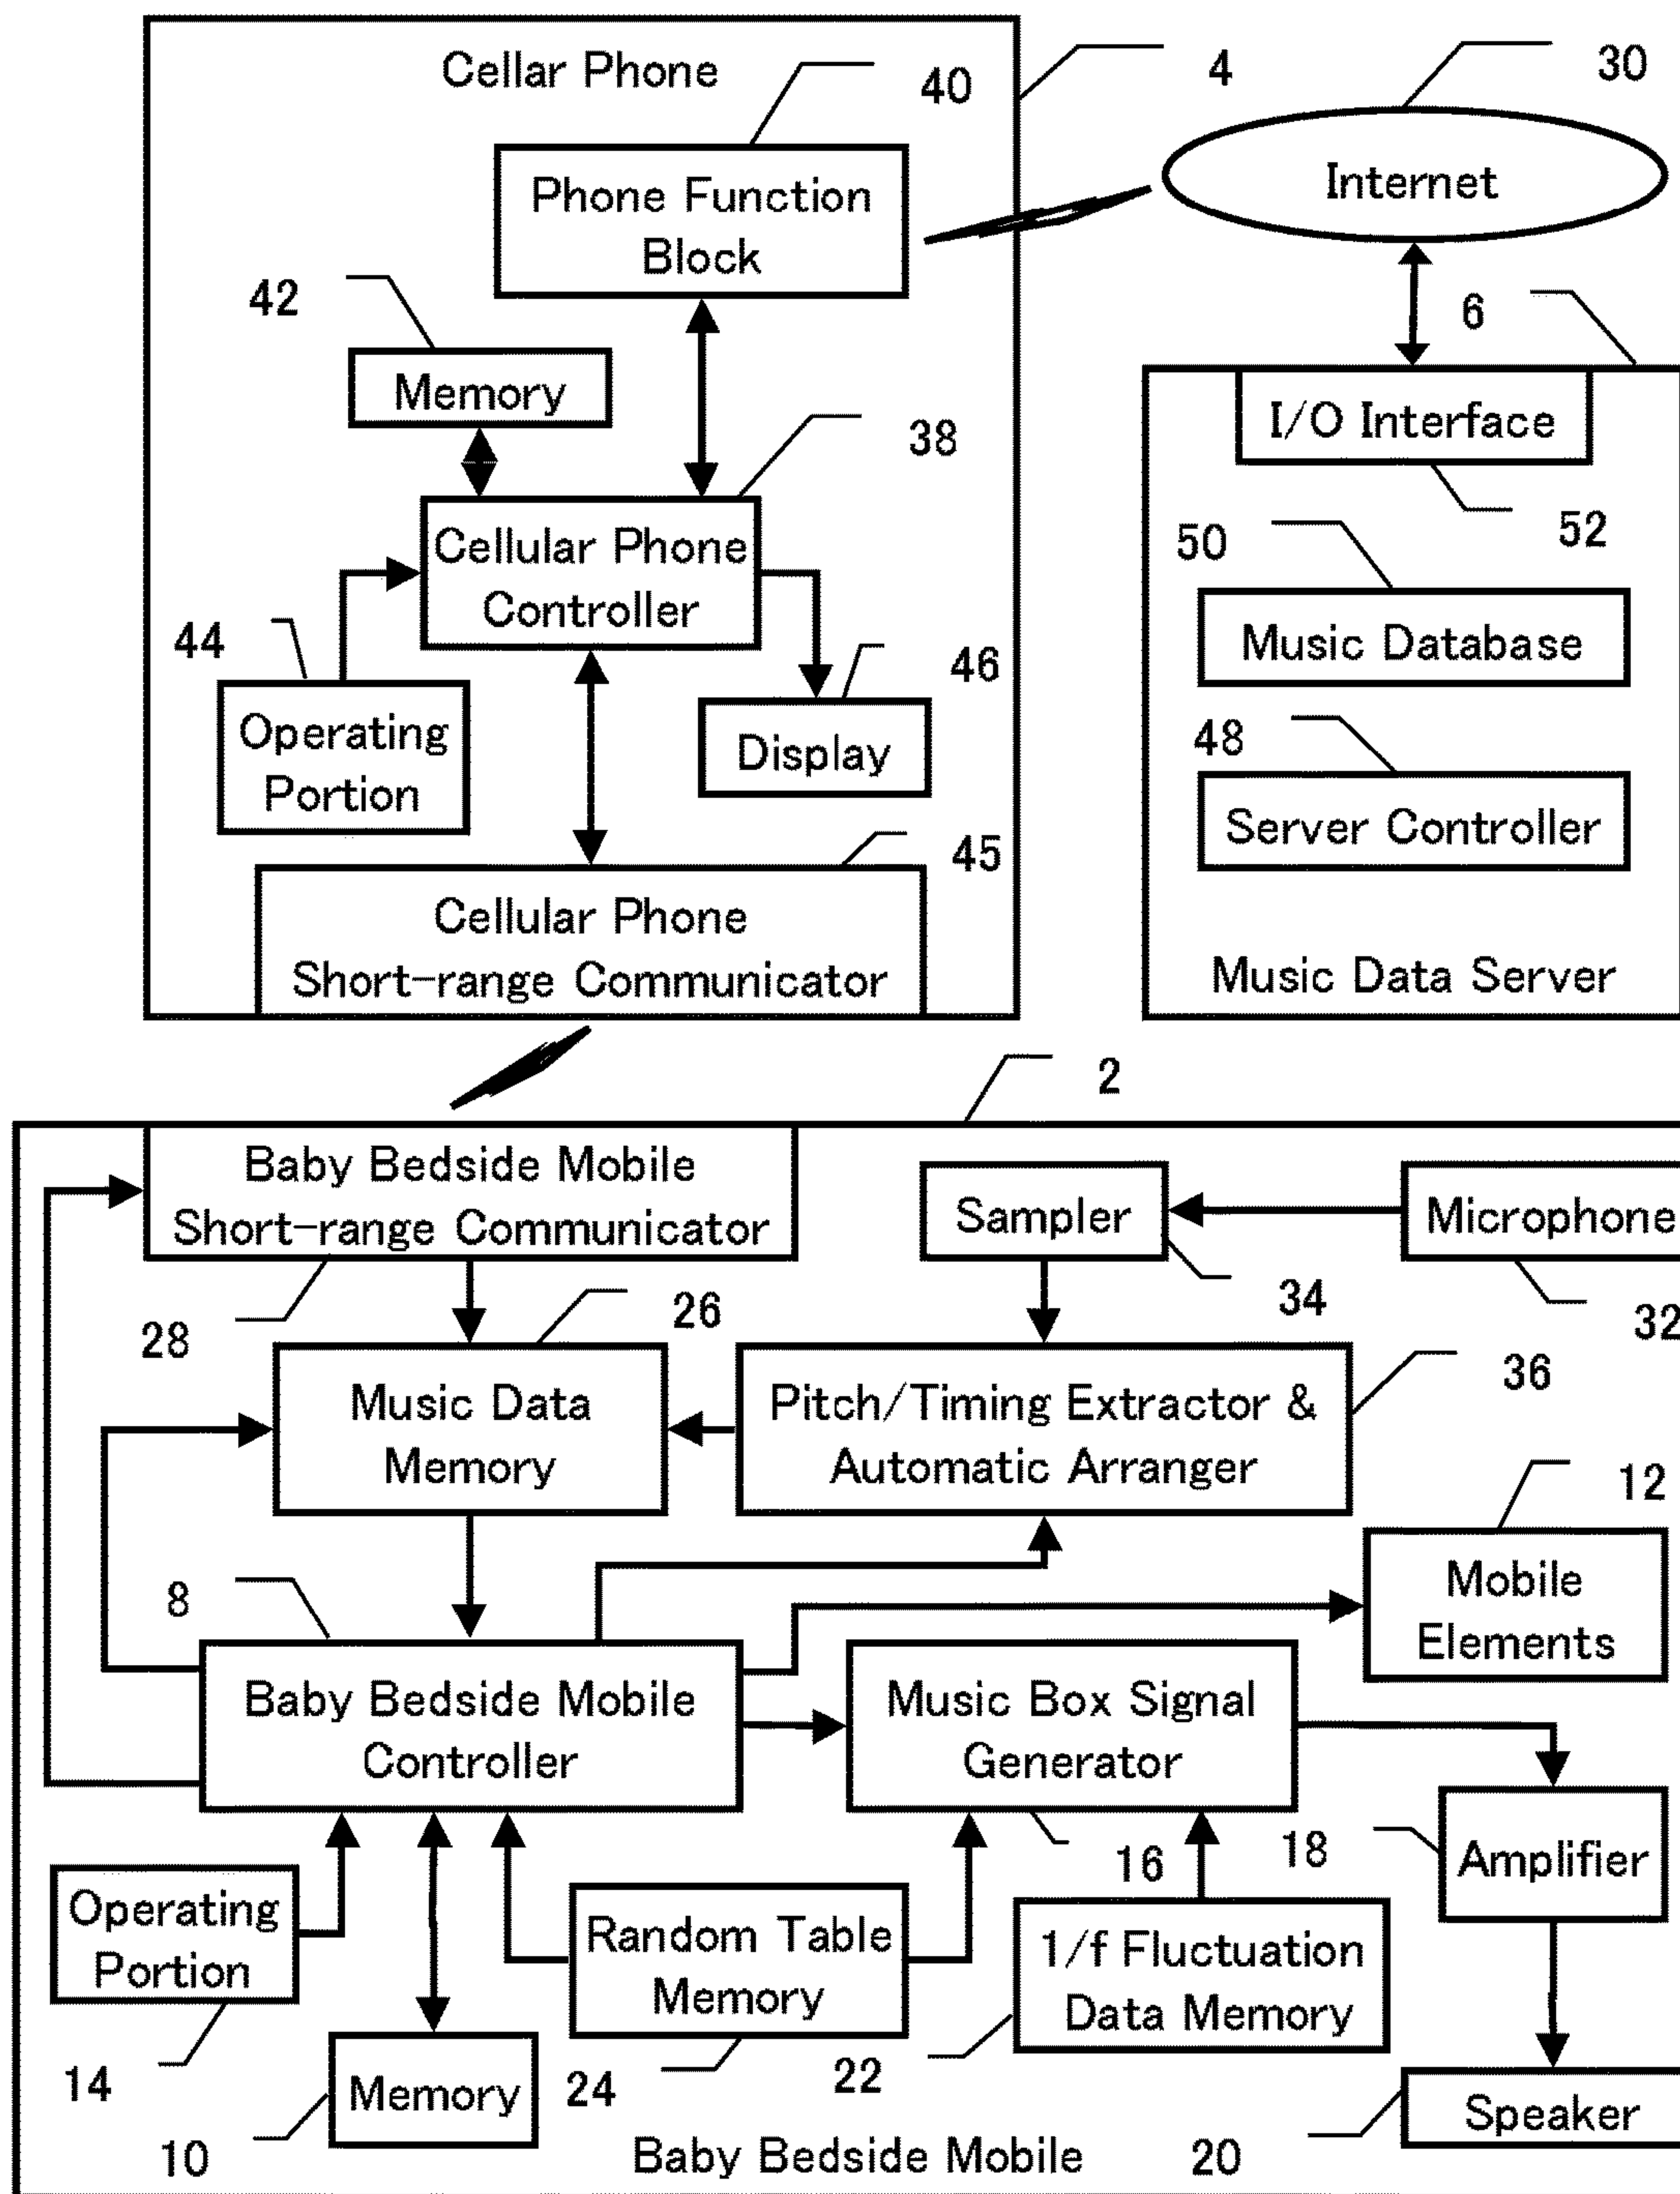 Cellar Phone
4
30
40
Phone Function
Block
Internet
42
6
Memory
I/O Interface
38
52
Cellular Phone
Controller
50
Music Database
44
46
Operating
Portion
Display
48
Server Controller
45
Cellular Phone
Short-range Communicator
Music Data Server
2
Baby Bedside Mobile
Short-range Communicator
Sampler
Microphone
34
32
28
26
36
Music Data
Memory
Pitch/Timing Extractor &
Automatic Arranger
12
Mobile
Elements
8
Baby Bedside Mobile
Controller
Music Box Signal
Generator
16
18
Amplifier
Operating
Portion
Random Table
Memory
1/f Fluctuation
Data Memory
14
Memory
24
22
Speaker
10
Baby Bedside Mobile
20